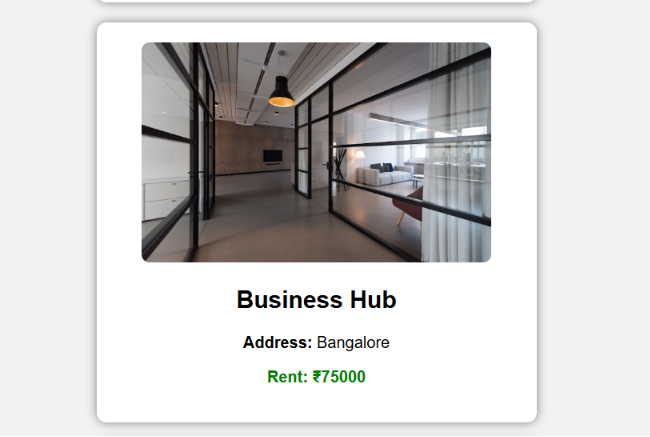 Business Hub
Address: Bangalore
Rent: ₹75000